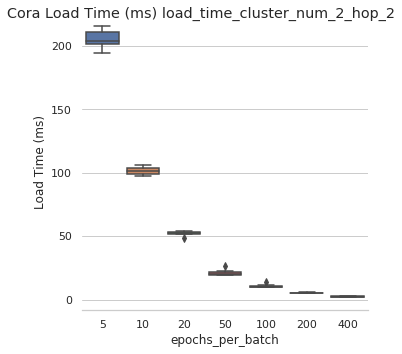 Cora Load Time (ms) load_time_cluster_num_2_hop_2
200
150
100
50
0
Load Time (ms)
5 10 20 50 100 200 400
epochs_per_batch